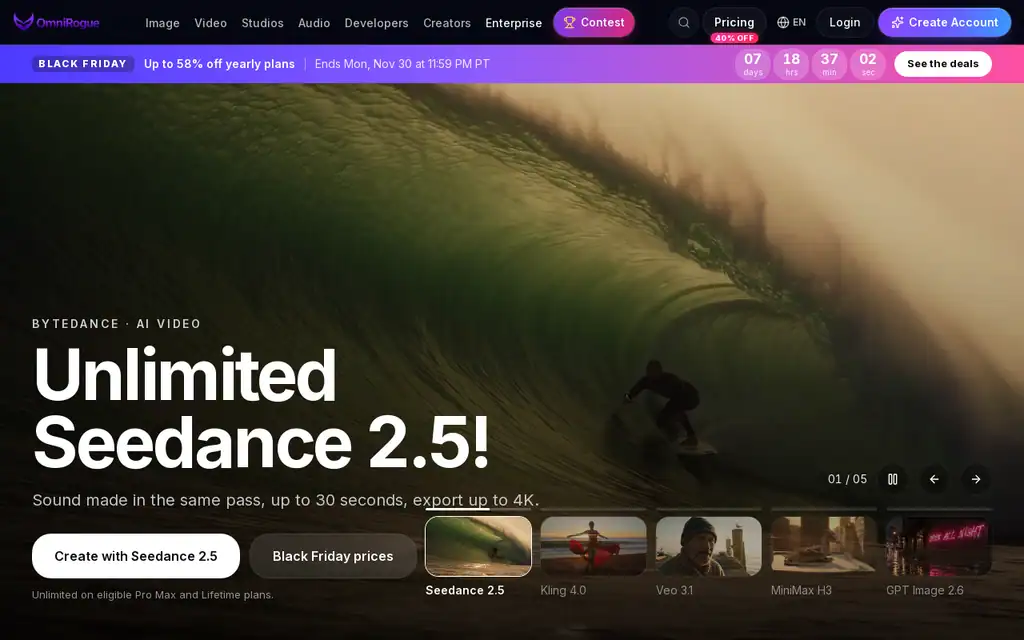 OmniRogue
Image Video Studios Audio Developers Creators Enterprise Contest Pricing EN Login Create Account
40% OFF
BLACK FRIDAY Up to 58% off yearly plans Ends Mon, Nov 30 at 11:59 PM PT 07 days 18 hrs 37 min 02 sec See the deals
BYTEDANCE · AI VIDEO
Unlimited
Seedance 2.5!
01 / 05
Sound made in the same pass, up to 30 seconds, export up to 4K.
Create with Seedance 2.5 Black Friday prices
Seedance 2.5 Kling 4.0 Veo 3.1 MiniMax H3 GPT Image 2.6
Unlimited on eligible Pro Max and Lifetime plans.